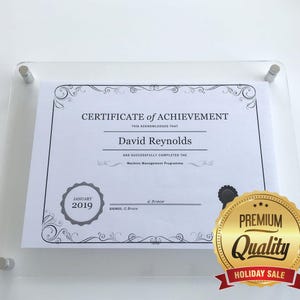 CERTIFICATE of ACHIEVEMENT
THIS ACKNOWLEDGES THAT
David Reynolds
HAS SUCCESSFULLY COMPLETED THE
Machine Management Programme
JANUARY
2019
PREMIUM
Quality
HOLIDAY SALE